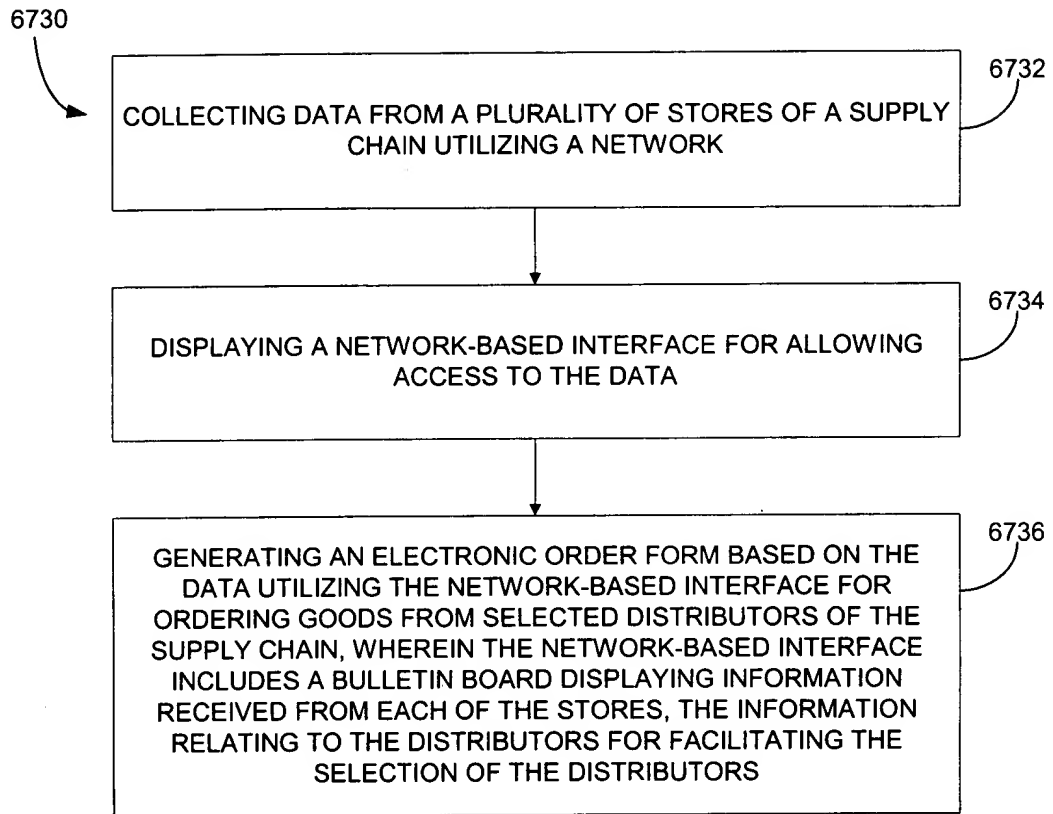 6730
6732
COLLECTING DATA FROM A PLURALITY OF STORES OF A SUPPLY
CHAIN UTILIZING A NETWORK
6734
DISPLAYING A NETWORK-BASED INTERFACE FOR ALLOWING
ACCESS TO THE DATA
6736
GENERATING AN ELECTRONIC ORDER FORM BASED ON THE
DATA UTILIZING THE NETWORK-BASED INTERFACE FOR
ORDERING GOODS FROM SELECTED DISTRIBUTORS OF THE
SUPPLY CHAIN, WHEREIN THE NETWORK-BASED INTERFACE
INCLUDES A BULLETIN BOARD DISPLAYING INFORMATION
RECEIVED FROM EACH OF THE STORES, THE INFORMATION
RELATING TO THE DISTRIBUTORS FOR FACILITATING THE
SELECTION OF THE DISTRIBUTORS